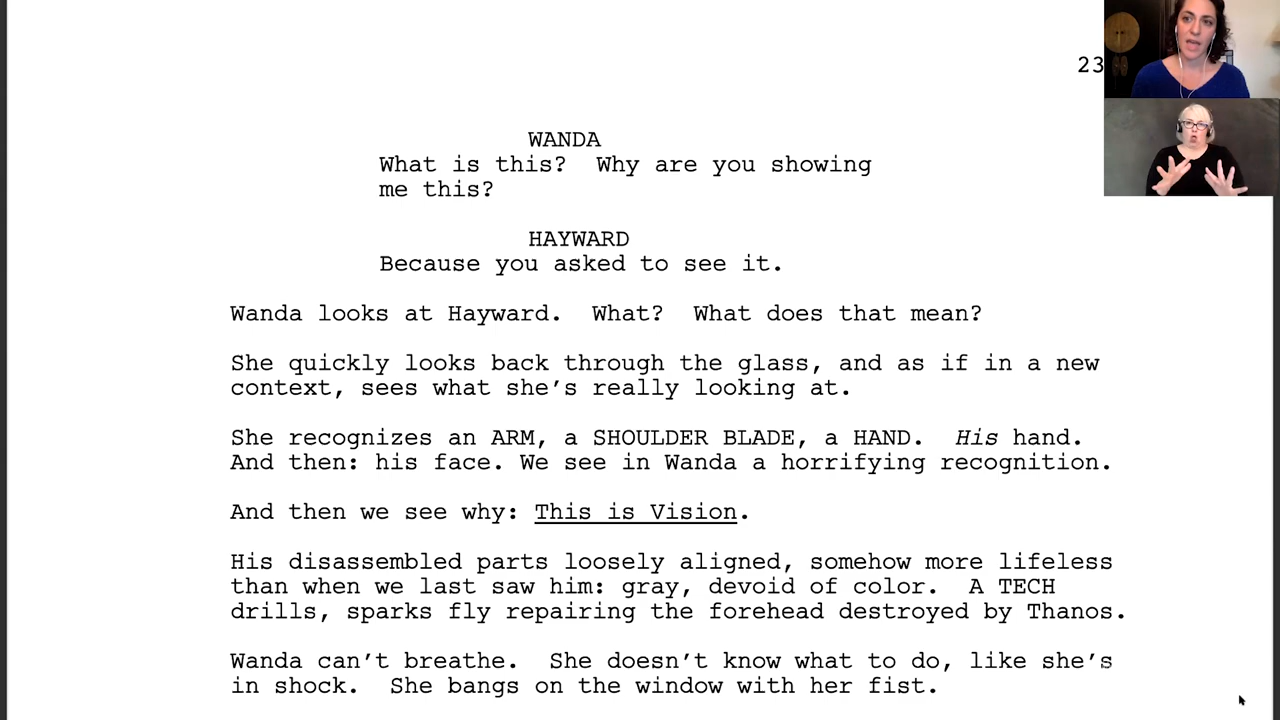 23
WANDA
What is this?  Why are you showing
me this?
HAYWARD
Because you asked to see it.
Wanda looks at Hayward.  What?  What does that mean?
She quickly looks back through the glass, and as if in a new
context, sees what she’s really looking at.
She recognizes an ARM, a SHOULDER BLADE, a HAND.  His hand.
And then: his face. We see in Wanda a horrifying recognition.
And then we see why: This is Vision.
His disassembled parts loosely aligned, somehow more lifeless
than when we last saw him: gray, devoid of color.  A TECH
drills, sparks fly repairing the forehead destroyed by Thanos.
Wanda can’t breathe.  She doesn’t know what to do, like she’s
in shock.  She bangs on the window with her fist.